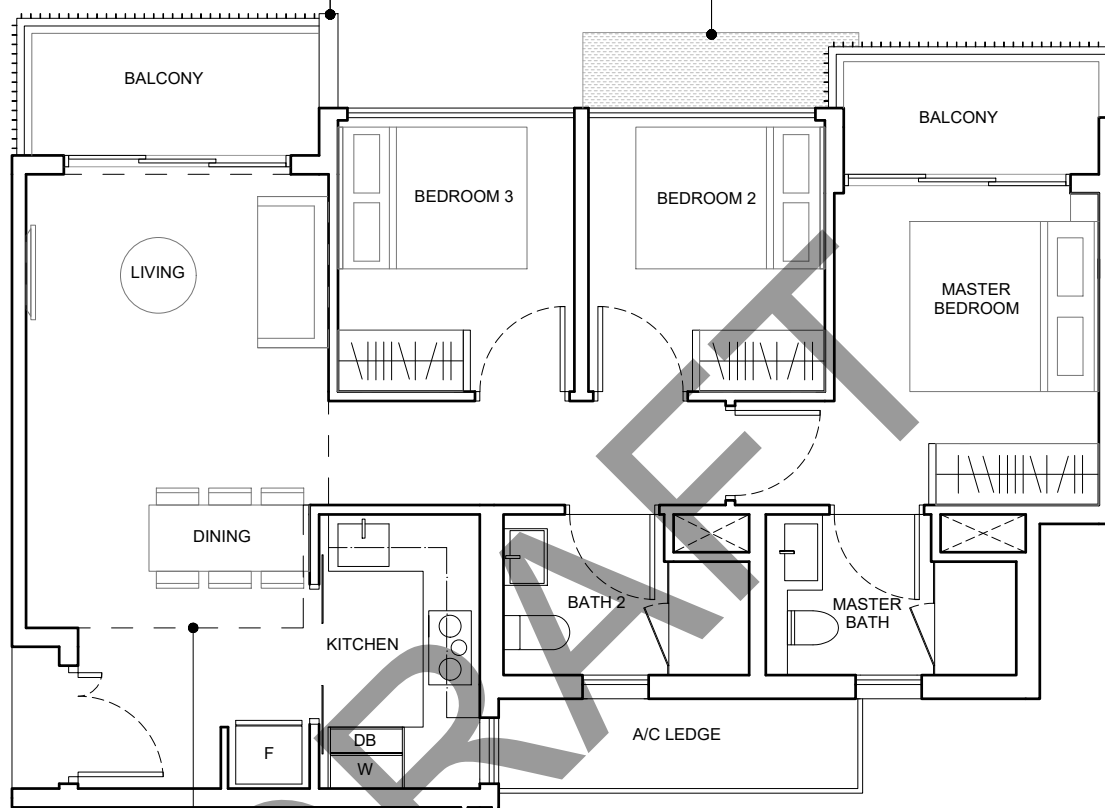 BALCONY
BALCONY
BEDROOM 3
BEDROOM 2
LIVING
MASTER
BEDROOM
DINING
BATH 2
MASTER
BATH
KITCHEN
A/C LEDGE
DB
F
W
DRAFT